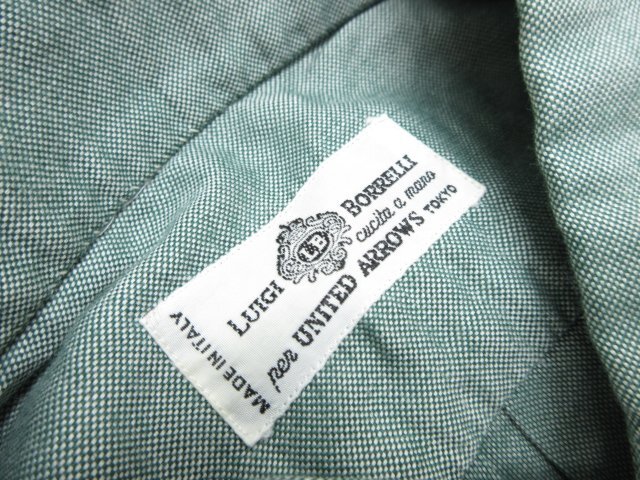 LUIGI BORRELLI
cucita a mano
per UNITED ARROWS TOKYO
MADE IN ITALY